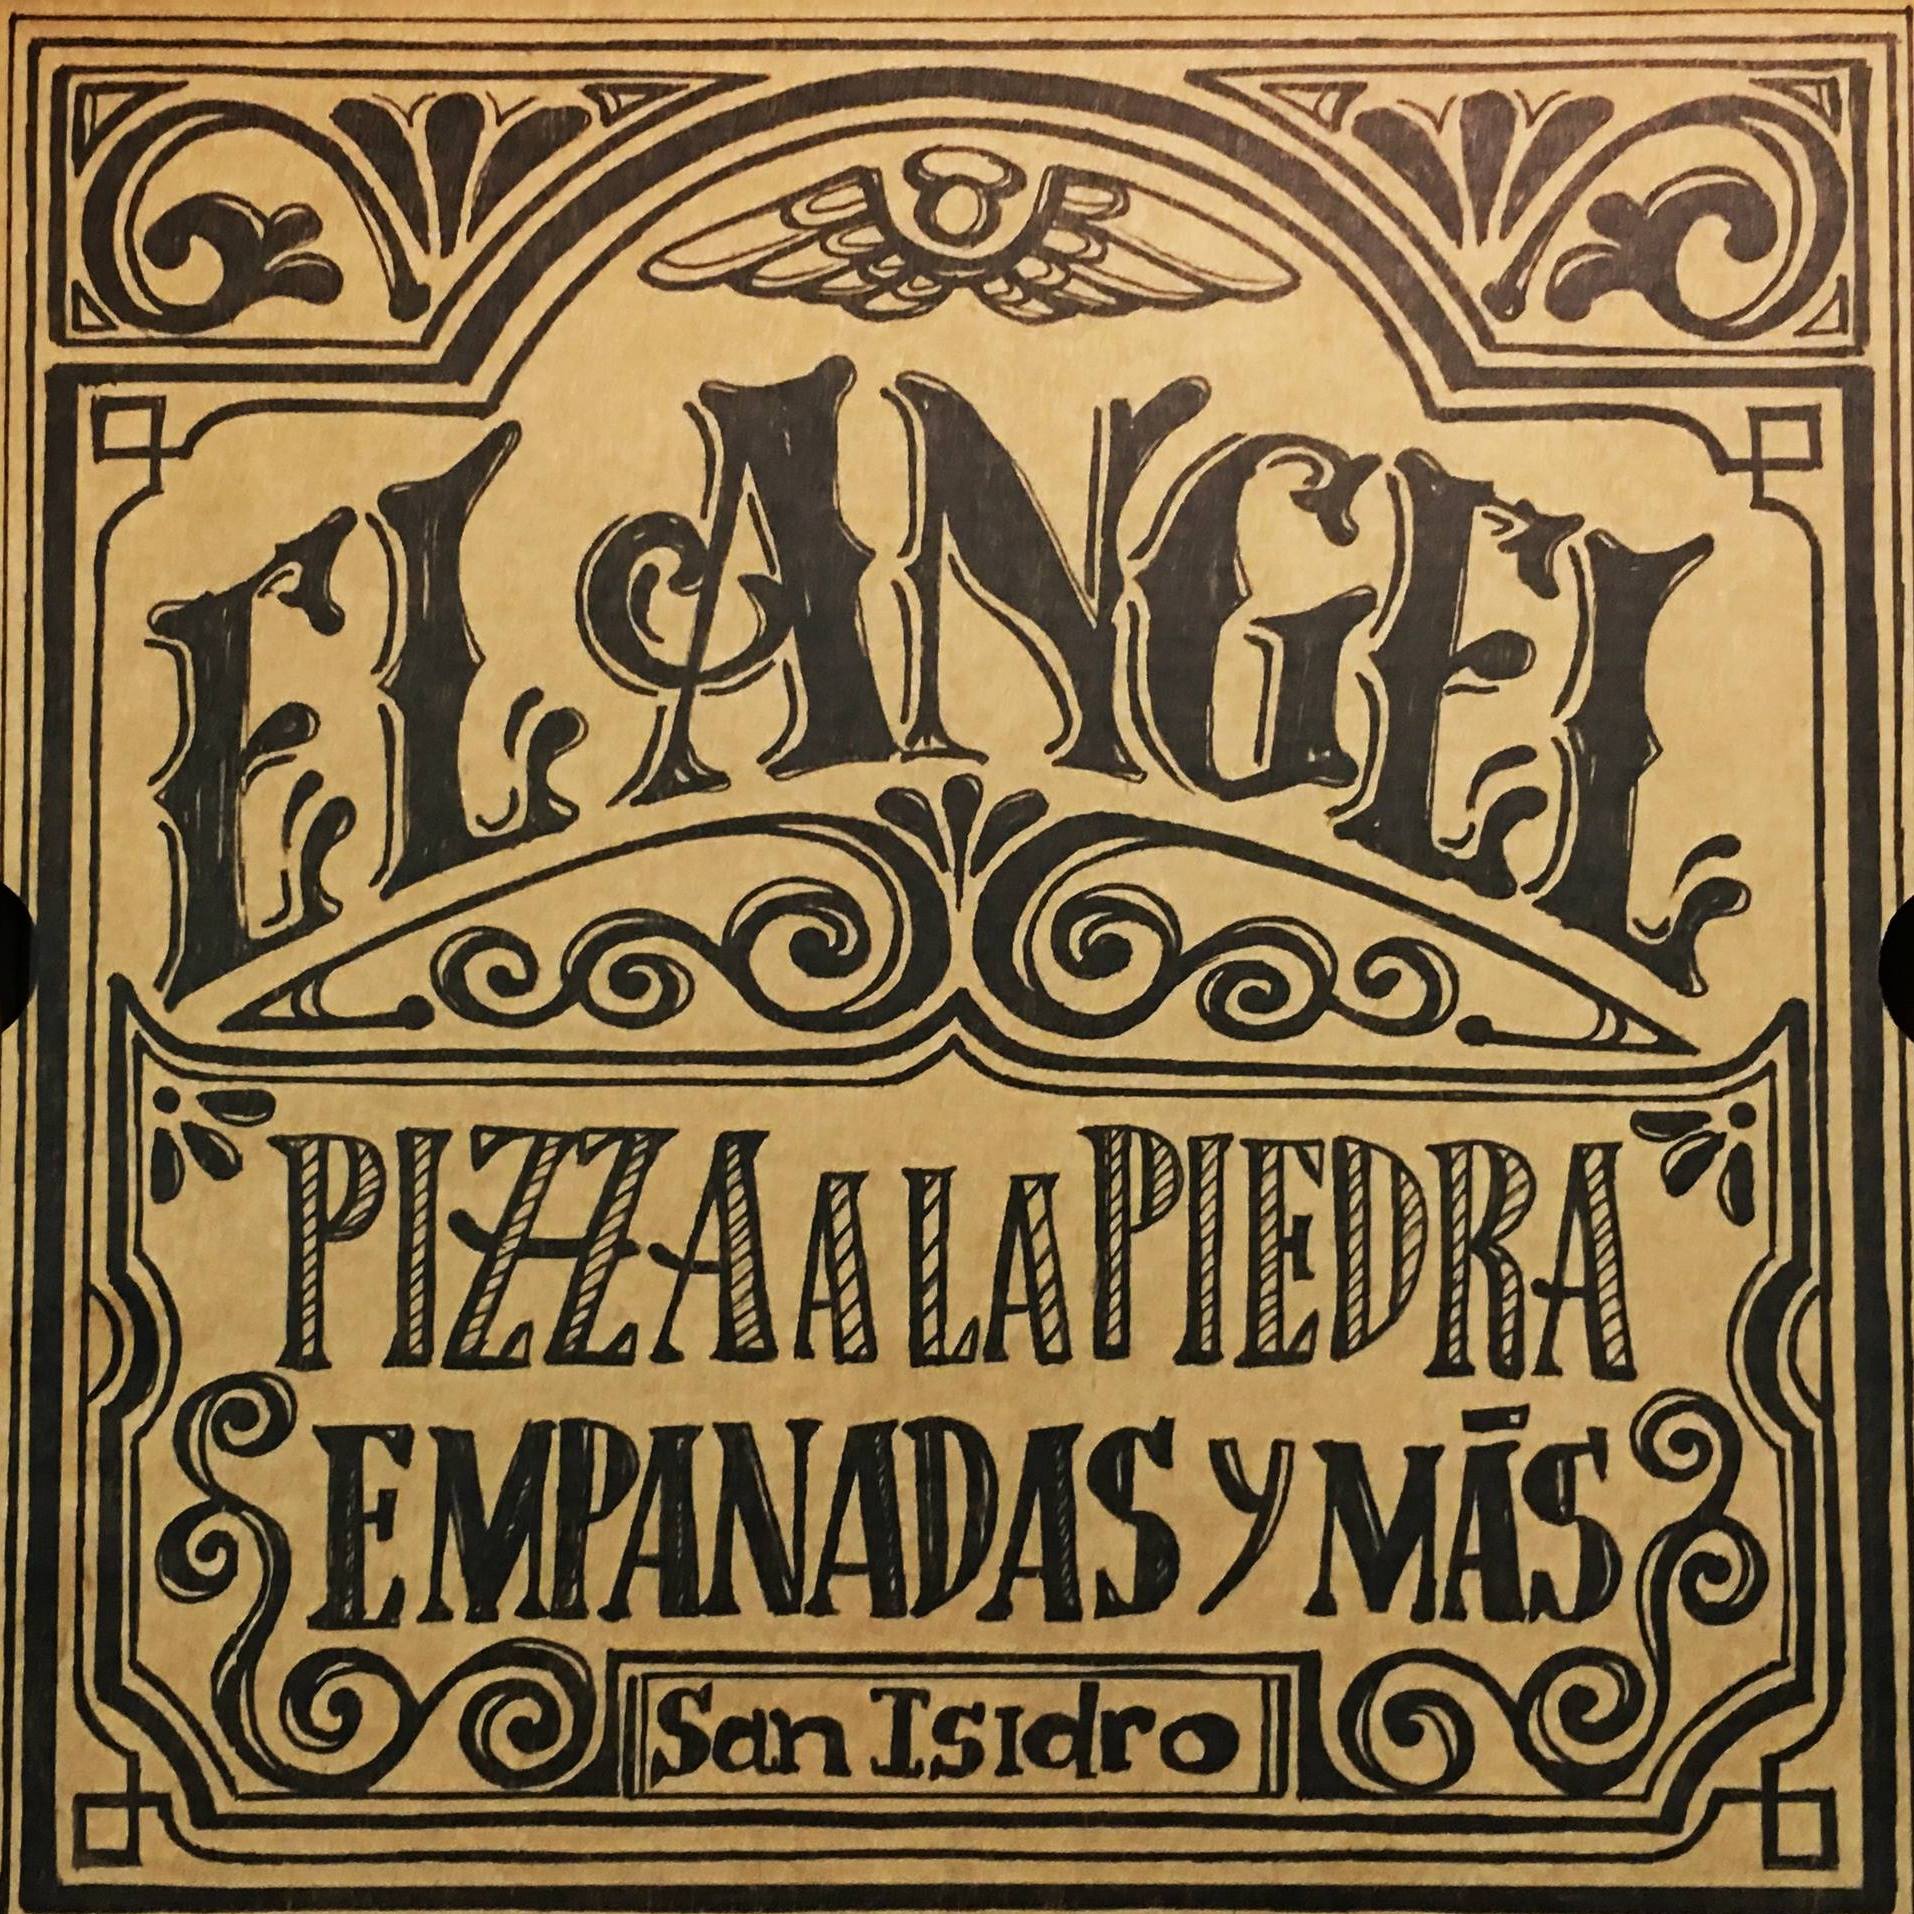 EL ANGEL
PIZZA A LA PIEDRA
EMPANADAS Y MÁS
San Isidro